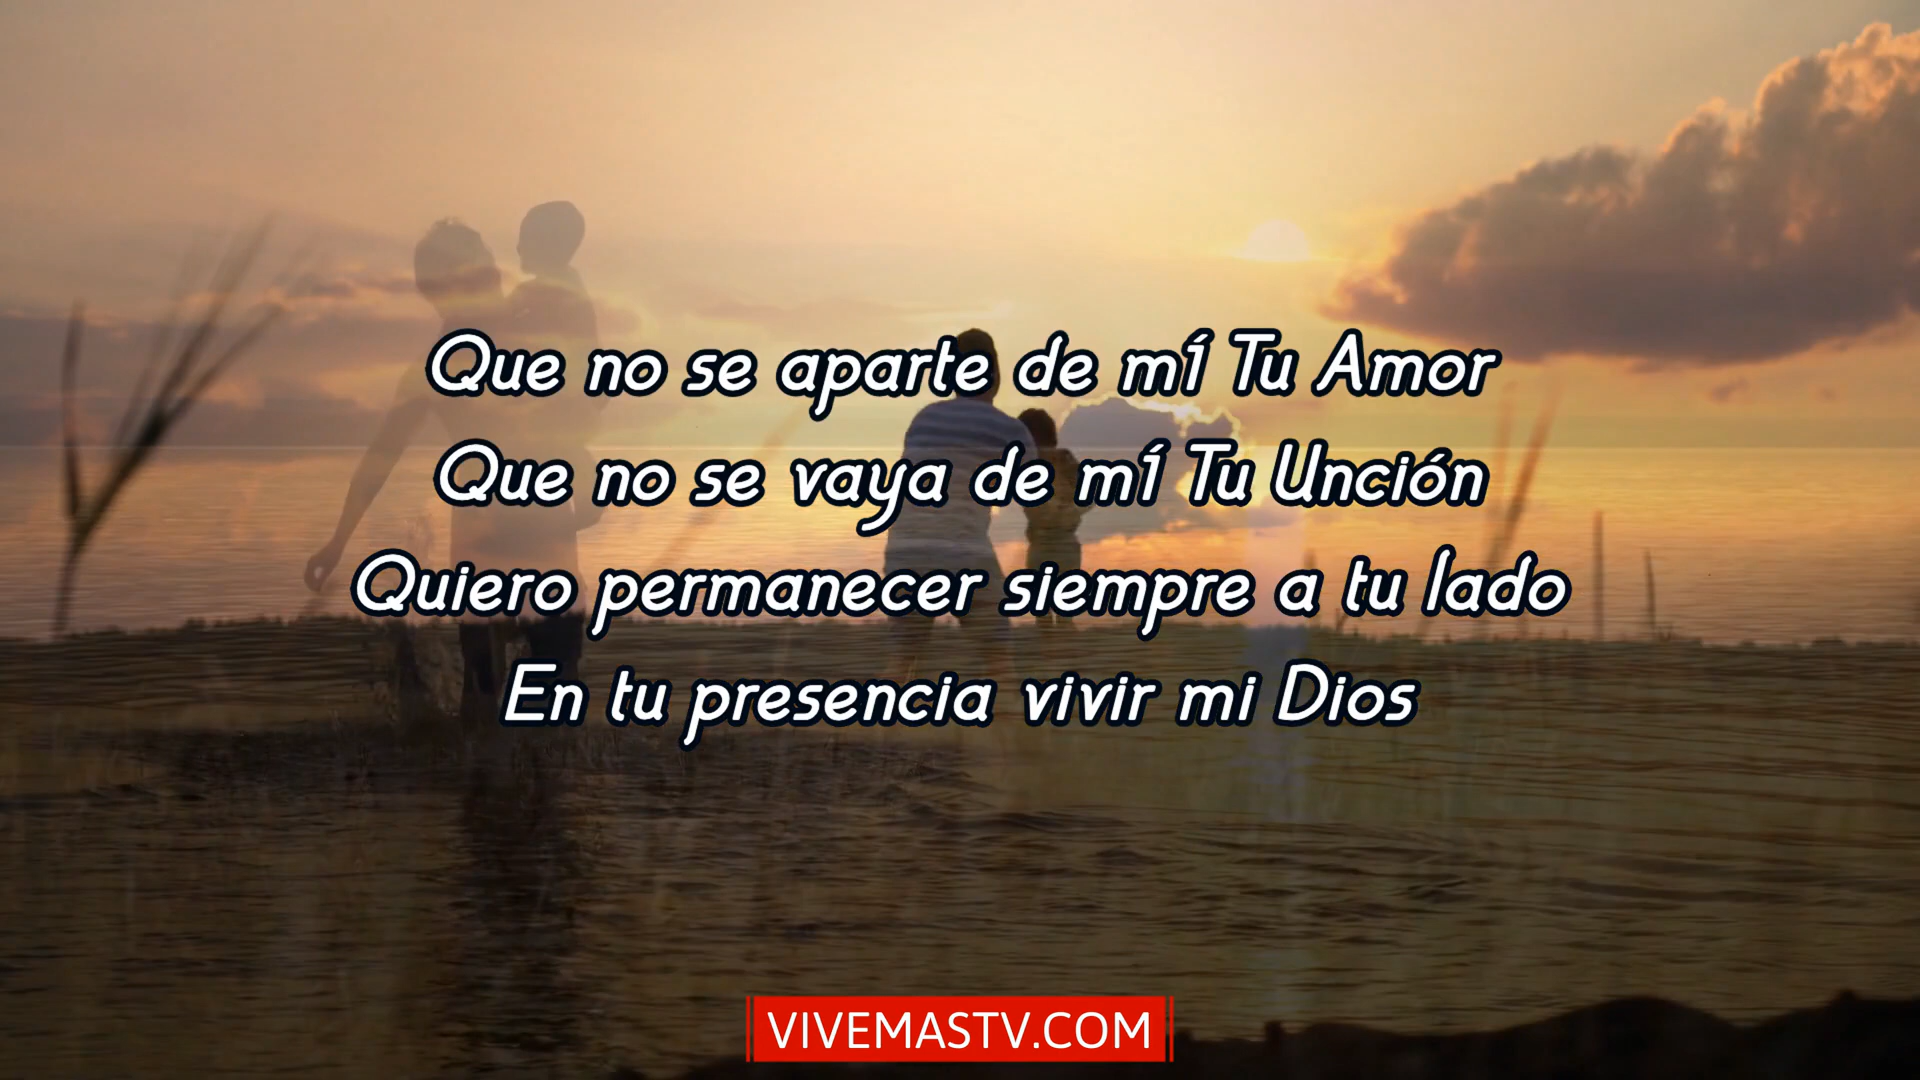 Que no se aparte de mí Tu Amor
Que no se vaya de mí Tu Unción
Quiero permanecer siempre a tu lado
En tu presencia vivir mi Dios
VIVEMASTV.COM